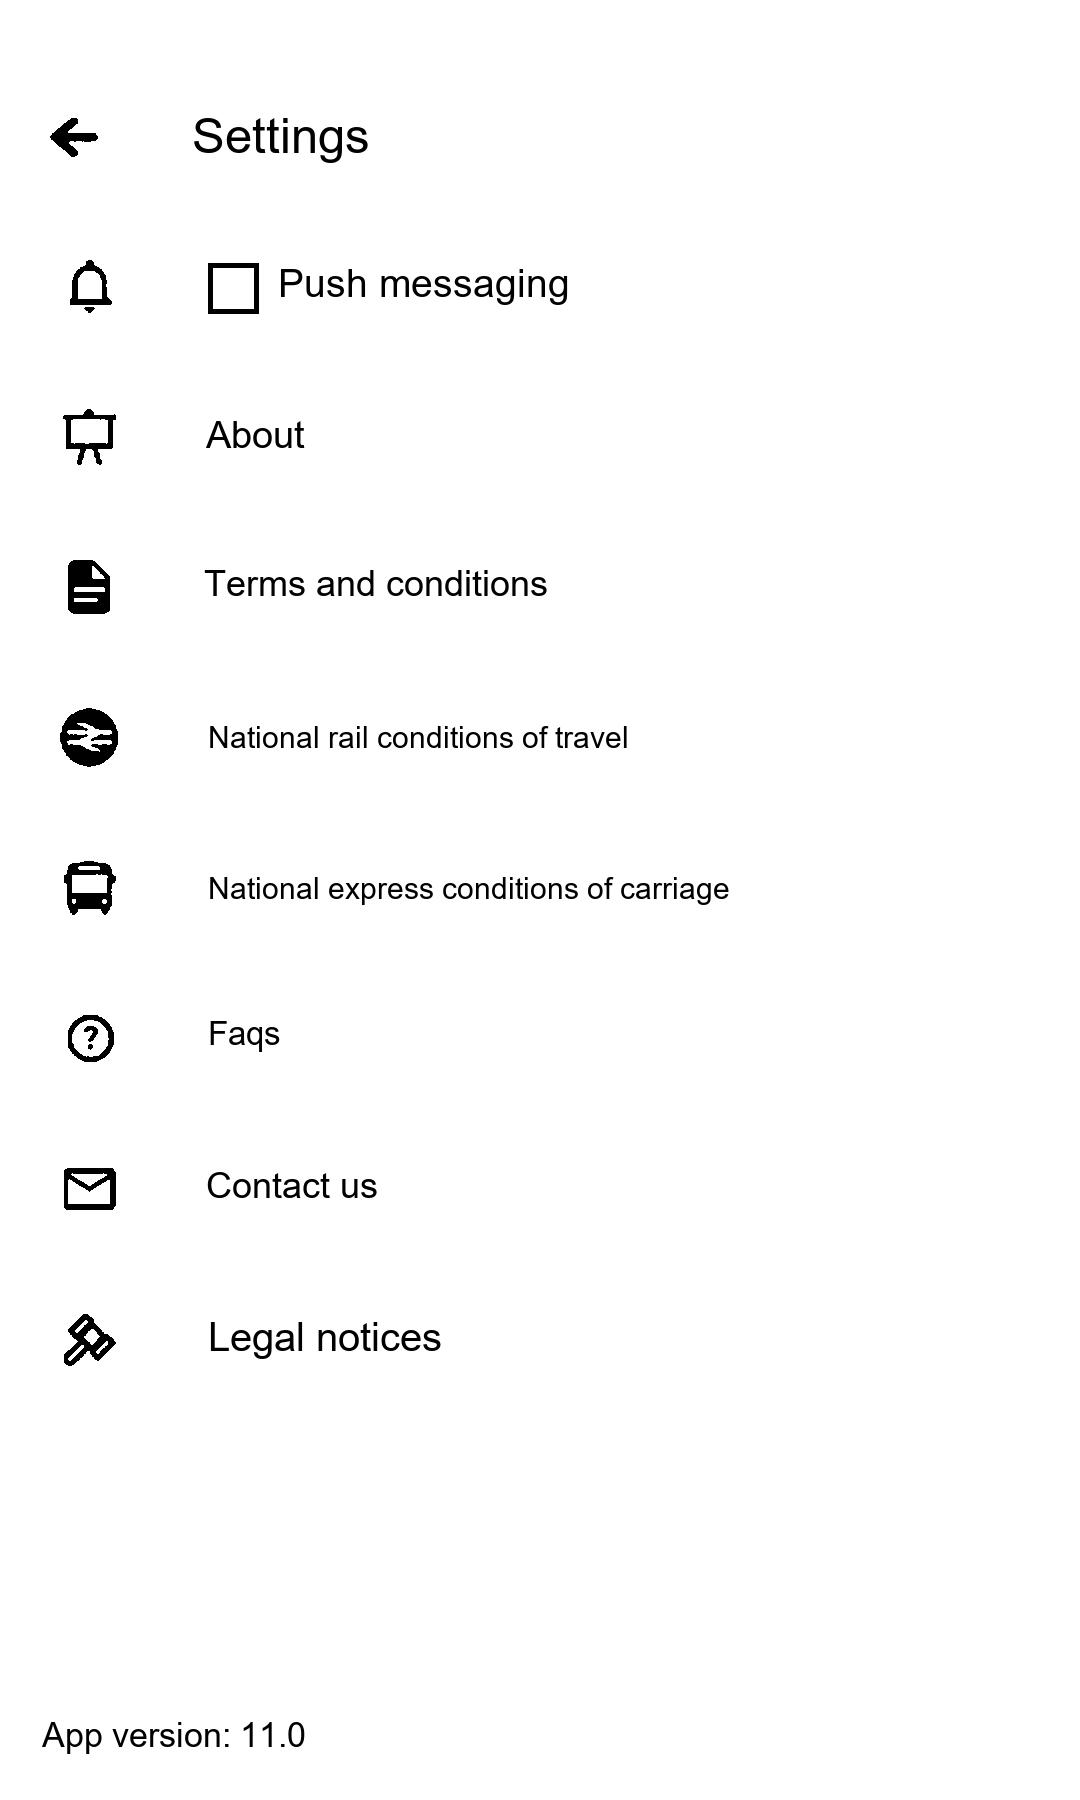 Settings
Push messaging
About
Terms and conditions
National rail conditions of travel
National express conditions of carriage
Faqs
Contact us
Legal notices
App version: 11.0